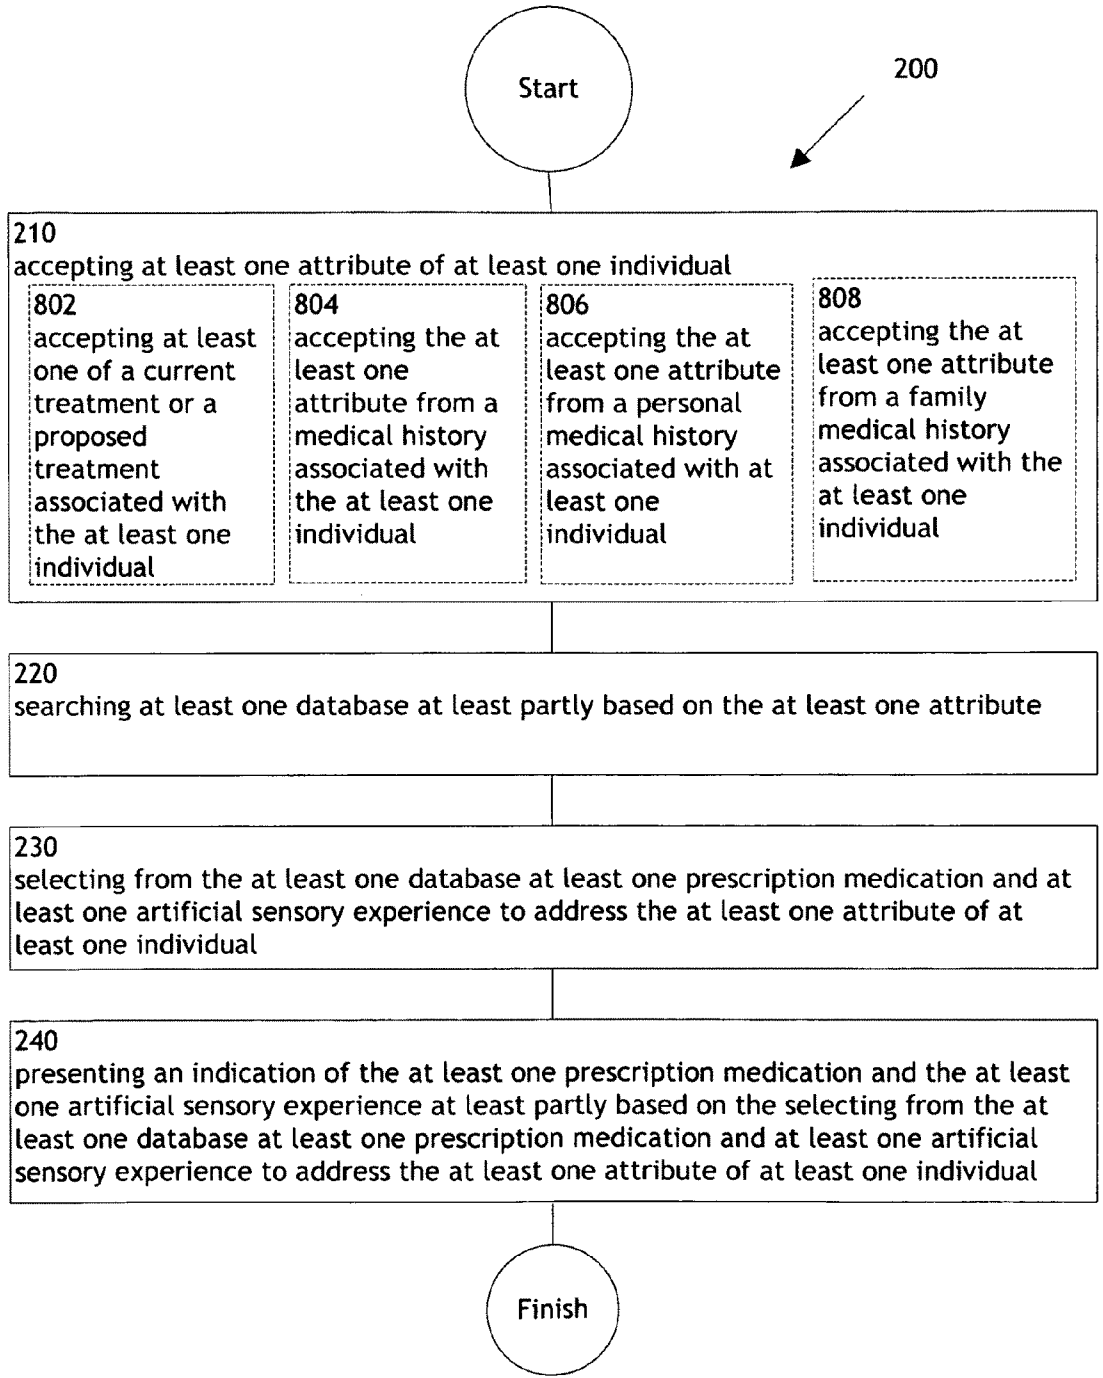 Start
200
210
accepting at least one attribute of at least one individual
802
accepting at least
one of a current
treatment or a
proposed
treatment
associated with
the at least one
individual
804
accepting the at
least one
attribute from a
medical history
associated with
the at least one
individual
806
accepting the at
least one attribute
from a personal
medical history
associated with at
least one
individual
808
accepting the at
least one attribute
from a family
medical history
associated with the
at least one
individual
220
searching at least one database at least partly based on the at least one attribute
230
selecting from the at least one database at least one prescription medication and at
least one artificial sensory experience to address the at least one attribute of at
least one individual
240
presenting an indication of the at least one prescription medication and the at least
one artificial sensory experience at least partly based on the selecting from the at
least one database at least one prescription medication and at least one artificial
sensory experience to address the at least one attribute of at least one individual
Finish